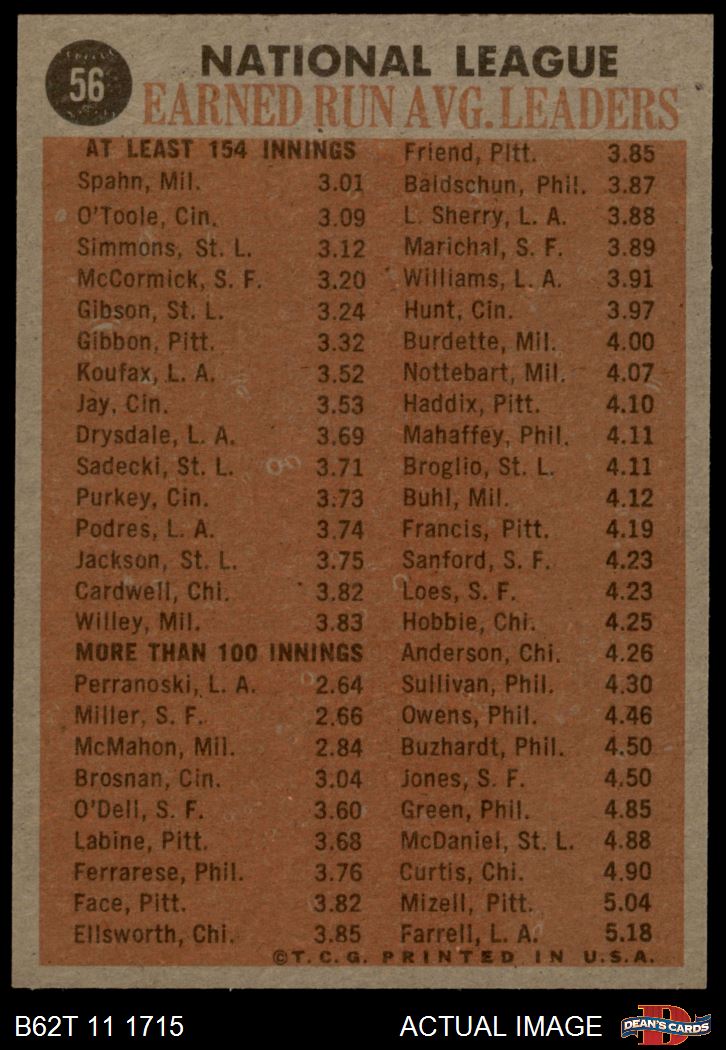 56
NATIONAL LEAGUE
EARNED RUN AVG. LEADERS
AT LEAST 154 INNINGS
Spahn, Mil. 3.01
O'Toole, Cin. 3.09
Simmons, St. L. 3.12
McCormick, S. F. 3.20
Gibson, St. L. 3.24
Gibbon, Pitt. 3.32
Koufax, L. A. 3.52
Jay, Cin. 3.53
Drysdale, L. A. 3.69
Sadecki, St. L. 3.71
Purkey, Cin. 3.73
Podres, L. A. 3.74
Jackson, St. L. 3.75
Cardwell, Chi. 3.82
Willey, Mil. 3.83
MORE THAN 100 INNINGS
Perranoski, L. A. 2.64
Miller, S. F. 2.66
McMahon, Mil. 2.84
Brosnan, Cin. 3.04
O'Dell, S. F. 3.60
Labine, Pitt. 3.68
Ferrarese, Phil. 3.76
Face, Pitt. 3.82
Ellsworth, Chi. 3.85
Friend, Pitt. 3.85
Baldschun, Phil. 3.87
L. Sherry, L. A. 3.88
Marichal, S. F. 3.89
Williams, L. A. 3.91
Hunt, Cin. 3.97
Burdette, Mil. 4.00
Nottebart, Mil. 4.07
Haddix, Pitt. 4.10
Mahaffey, Phil. 4.11
Broglio, St. L. 4.11
Buhl, Mil. 4.12
Francis, Pitt. 4.19
Sanford, S. F. 4.23
Loes, S. F. 4.23
Hobbie, Chi. 4.25
Anderson, Chi. 4.26
Sullivan, Phil. 4.30
Owens, Phil. 4.46
Buzhardt, Phil. 4.50
Jones, S. F. 4.50
Green, Phil. 4.85
McDaniel, St. L. 4.88
Curtis, Chi. 4.90
Mizell, Pitt. 5.04
Farrell, L. A. 5.18
©T. C. G. PRINTED IN U.S.A.
B62T 11 1715
ACTUAL IMAGE
D
DEAN'S CARDS